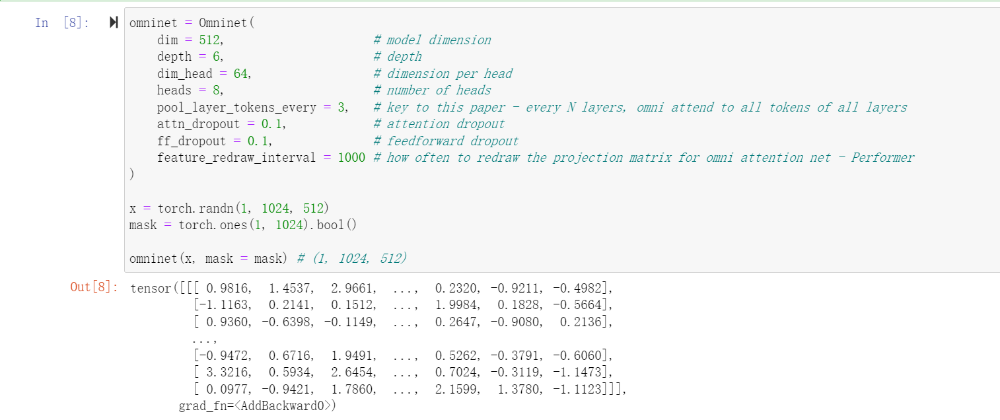 In [8]: omninet = Omninet(
    dim = 512, # model dimension
    depth = 6, # depth
    dim_head = 64, # dimension per head
    heads = 8, # number of heads
    pool_layer_tokens_every = 3, # key to this paper - every N layers, omni attend to all tokens of all layers
    attn_dropout = 0.1, # attention dropout
    ff_dropout = 0.1, # feedforward dropout
    feature_redraw_interval = 1000 # how often to redraw the projection matrix for omni attention net - Performer
)
x = torch.randn(1, 1024, 512)
mask = torch.ones(1, 1024).bool()
omninet(x, mask = mask) # (1, 1024, 512)
Out[8]: tensor([[[ 0.9816, 1.4537, 2.9661, ..., 0.2320, -0.9211, -0.4982],
[-1.1163, 0.2141, 0.1512, ..., 1.9984, 0.1828, -0.5664],
[ 0.9360, -0.6398, -0.1149, ..., 0.2647, -0.9080, 0.2136],
...,
[-0.9472, 0.6716, 1.9491, ..., 0.5262, -0.3791, -0.6060],
[ 3.3216, 0.5934, 2.6454, ..., 0.7024, -0.3119, -1.1473],
[ 0.0977, -0.9421, 1.7860, ..., 2.1599, 1.3780, -1.1123]]],
grad_fn=<AddBackward0>)